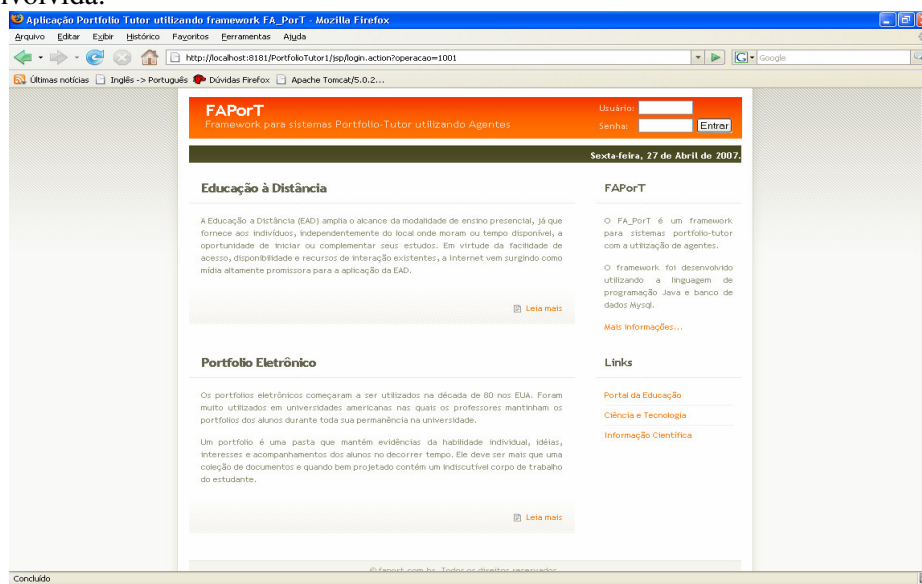 nvolvida.
Aplicação Portfolio Tutor utilizando framework FA_PorT - Mozilla Firefox
Arquivo Editar Exibir Histórico Favoritos Ferramentas Ajuda
http://localhost:8181/PortfolioTutor1/jsp/login.action?operacao=1001
Google
Últimas notícias Inglês -> Português Dúvidas Firefox Apache Tomcat/5.0.2...
FAPorT
Framework para sistemas Portfolio-Tutor utilizando Agentes
Usuário:
Senha: Entrar
Sexta-feira, 27 de Abril de 2007.
Educação à Distância
A Educação a Distância (EAD) amplia o alcance da modalidade de ensino presencial, já que
fornece aos indivíduos, independentemente do local onde moram ou tempo disponível, a
oportunidade de iniciar ou complementar seus estudos. Em virtude da facilidade de
acesso, disponibilidade e recursos de interação existentes, a Internet vem surgindo como
mídia altamente promissora para a aplicação da EAD.
Leia mais
Portfolio Eletrônico
Os portfolios eletrônicos começaram a ser utilizados na década de 80 nos EUA. Foram
muito utilizados em universidades americanas nas quais os professores mantinham os
portfolios dos alunos durante toda sua permanência na universidade.
Um portfolio é uma pasta que mantém evidências da habilidade individual, idéias,
interesses e acompanhamentos dos alunos no decorrer tempo. Ele deve ser mais que uma
coleção de documentos e quando bem projetado contém um indiscutível corpo de trabalho
do estudante.
Leia mais
FAPorT
O FA_PorT é um framework
para sistemas portfolio-tutor
com a utilização de agentes.
O framework foi desenvolvido
utilizando a linguagem de
programação Java e banco de
dados Mysql.
Mais informações...
Links
Portal da Educação
Ciência e Tecnologia
Informação Científica
Concluído